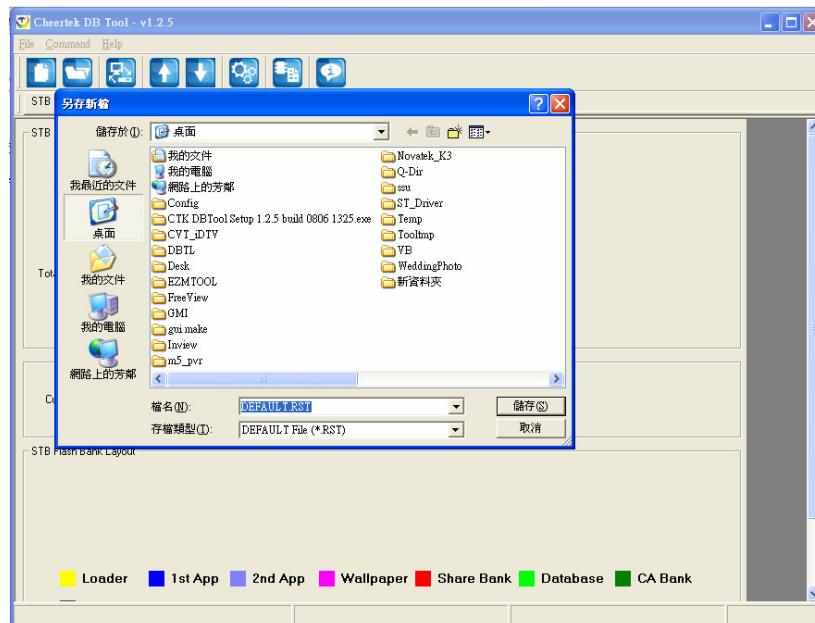 Cheertek DB Tool - v1.2.5
File Command Help
STB
另存新檔
STB
儲存於(I):
桌面
我最近的文件
桌面
我的文件
我的電腦
網路上的芳鄰
我的文件
我的電腦
網路上的芳鄰
Config
CTK DBTool Setup 1.2.5 build 0806 1325.exe
CVT_iDTV
DBTL
Desk
EZMTOOL
FreeView
GMI
gui make
Inview
m5_pvr
Novatek_K3
Q-Dir
ssu
ST_Driver
Temp
Tooltmp
VB
WeddingPhoto
新資料夾
檔名(N):
DEFAULT.RST
儲存(S)
存檔類型(T):
DEFAULT File (*.RST)
取消
STB Flash Bank Layout
Loader
1st App
2nd App
Wallpaper
Share Bank
Database
CA Bank